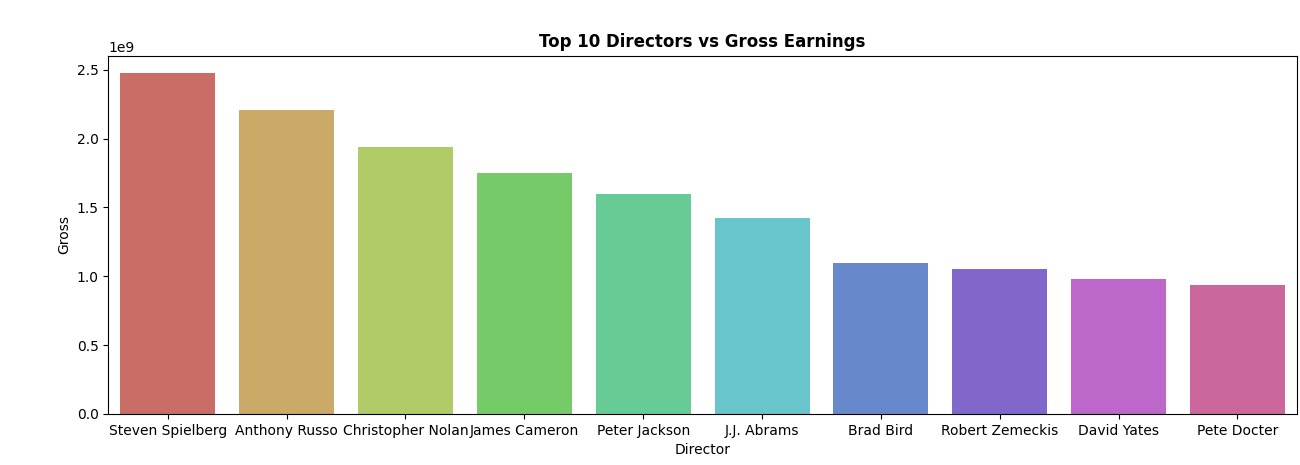 Top 10 Directors vs Gross Earnings
1e9
2.5
2.0
1.5
1.0
0.5
0.0
Gross
Steven Spielberg Anthony Russo Christopher Nolan James Cameron Peter Jackson J.J. Abrams Brad Bird Robert Zemeckis David Yates Pete Docter
Director